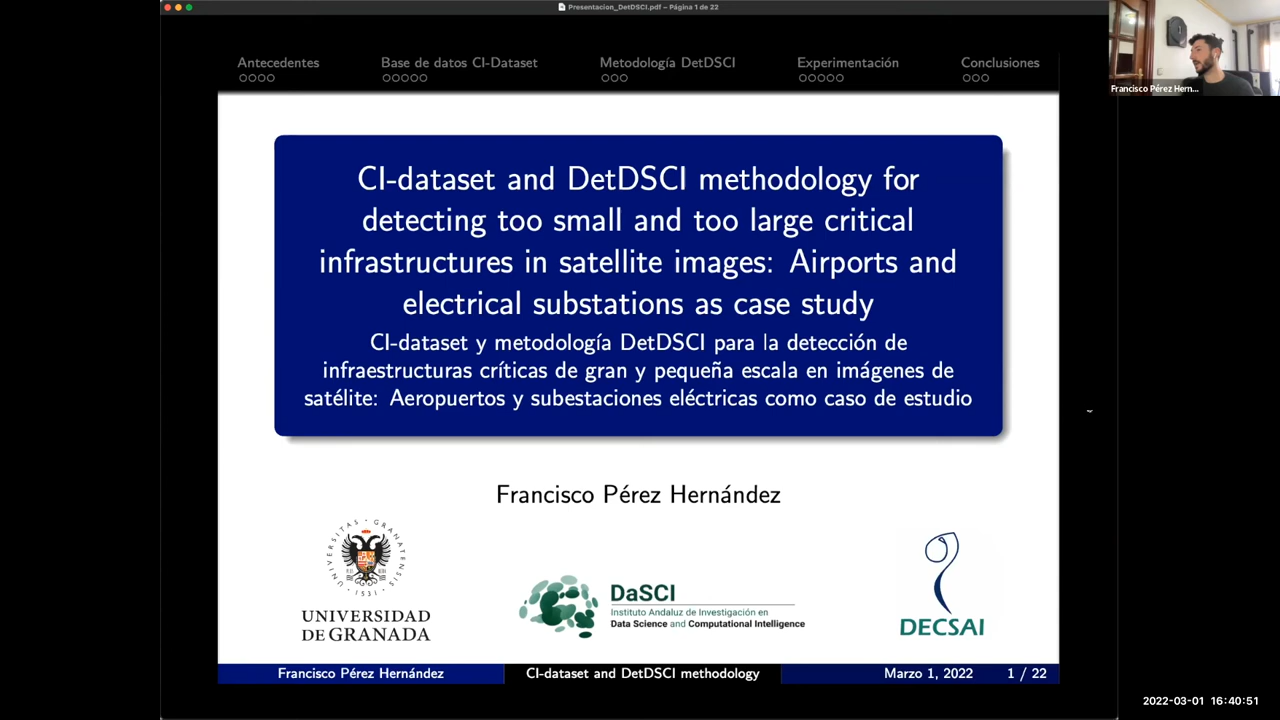 Presentacion_DetDSCI.pdf – Página 1 de 22
Francisco Pérez Hern...
Antecedentes
Base de datos CI-Dataset
Metodología DetDSCI
Experimentación
Conclusiones
CI-dataset and DetDSCI methodology for
detecting too small and too large critical
infrastructures in satellite images: Airports and
electrical substations as case study
CI-dataset y metodología DetDSCI para la detección de
infraestructuras críticas de gran y pequeña escala en imágenes de
satélite: Aeropuertos y subestaciones eléctricas como caso de estudio
Francisco Pérez Hernández
UNIVERSITAS · GRANATENSIS
· 1531 ·
UNIVERSIDAD
DE GRANADA
DaSCI
Instituto Andaluz de Investigación en
Data Science and Computational Intelligence
DECSAI
Francisco Pérez Hernández
CI-dataset and DetDSCI methodology
Marzo 1, 2022
1 / 22
2022-03-01 16:40:51